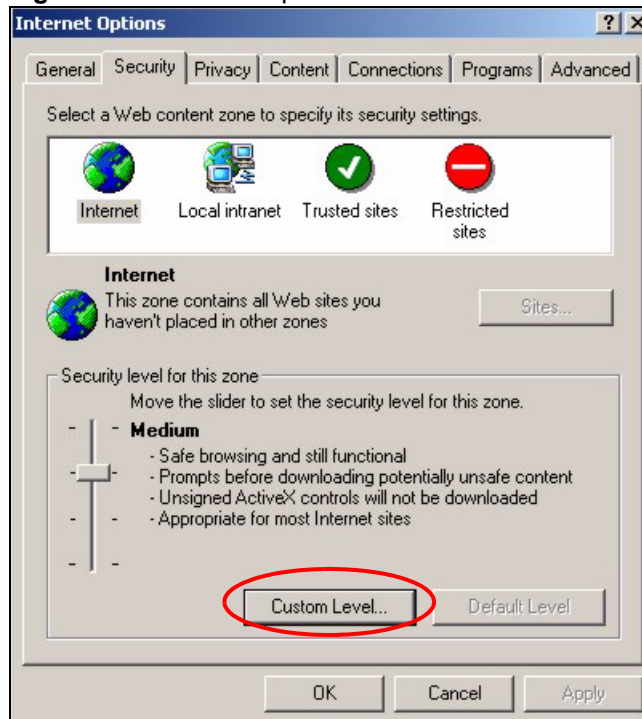 Internet Options
General Security Privacy Content Connections Programs Advanced
Select a Web content zone to specify its security settings.
Internet Local intranet Trusted sites Restricted sites
Internet
This zone contains all Web sites you
haven't placed in other zones
Sites...
Security level for this zone
Move the slider to set the security level for this zone.
Medium
- Safe browsing and still functional
- Prompts before downloading potentially unsafe content
- Unsigned ActiveX controls will not be downloaded
- Appropriate for most Internet sites
Custom Level... Default Level
OK Cancel Apply